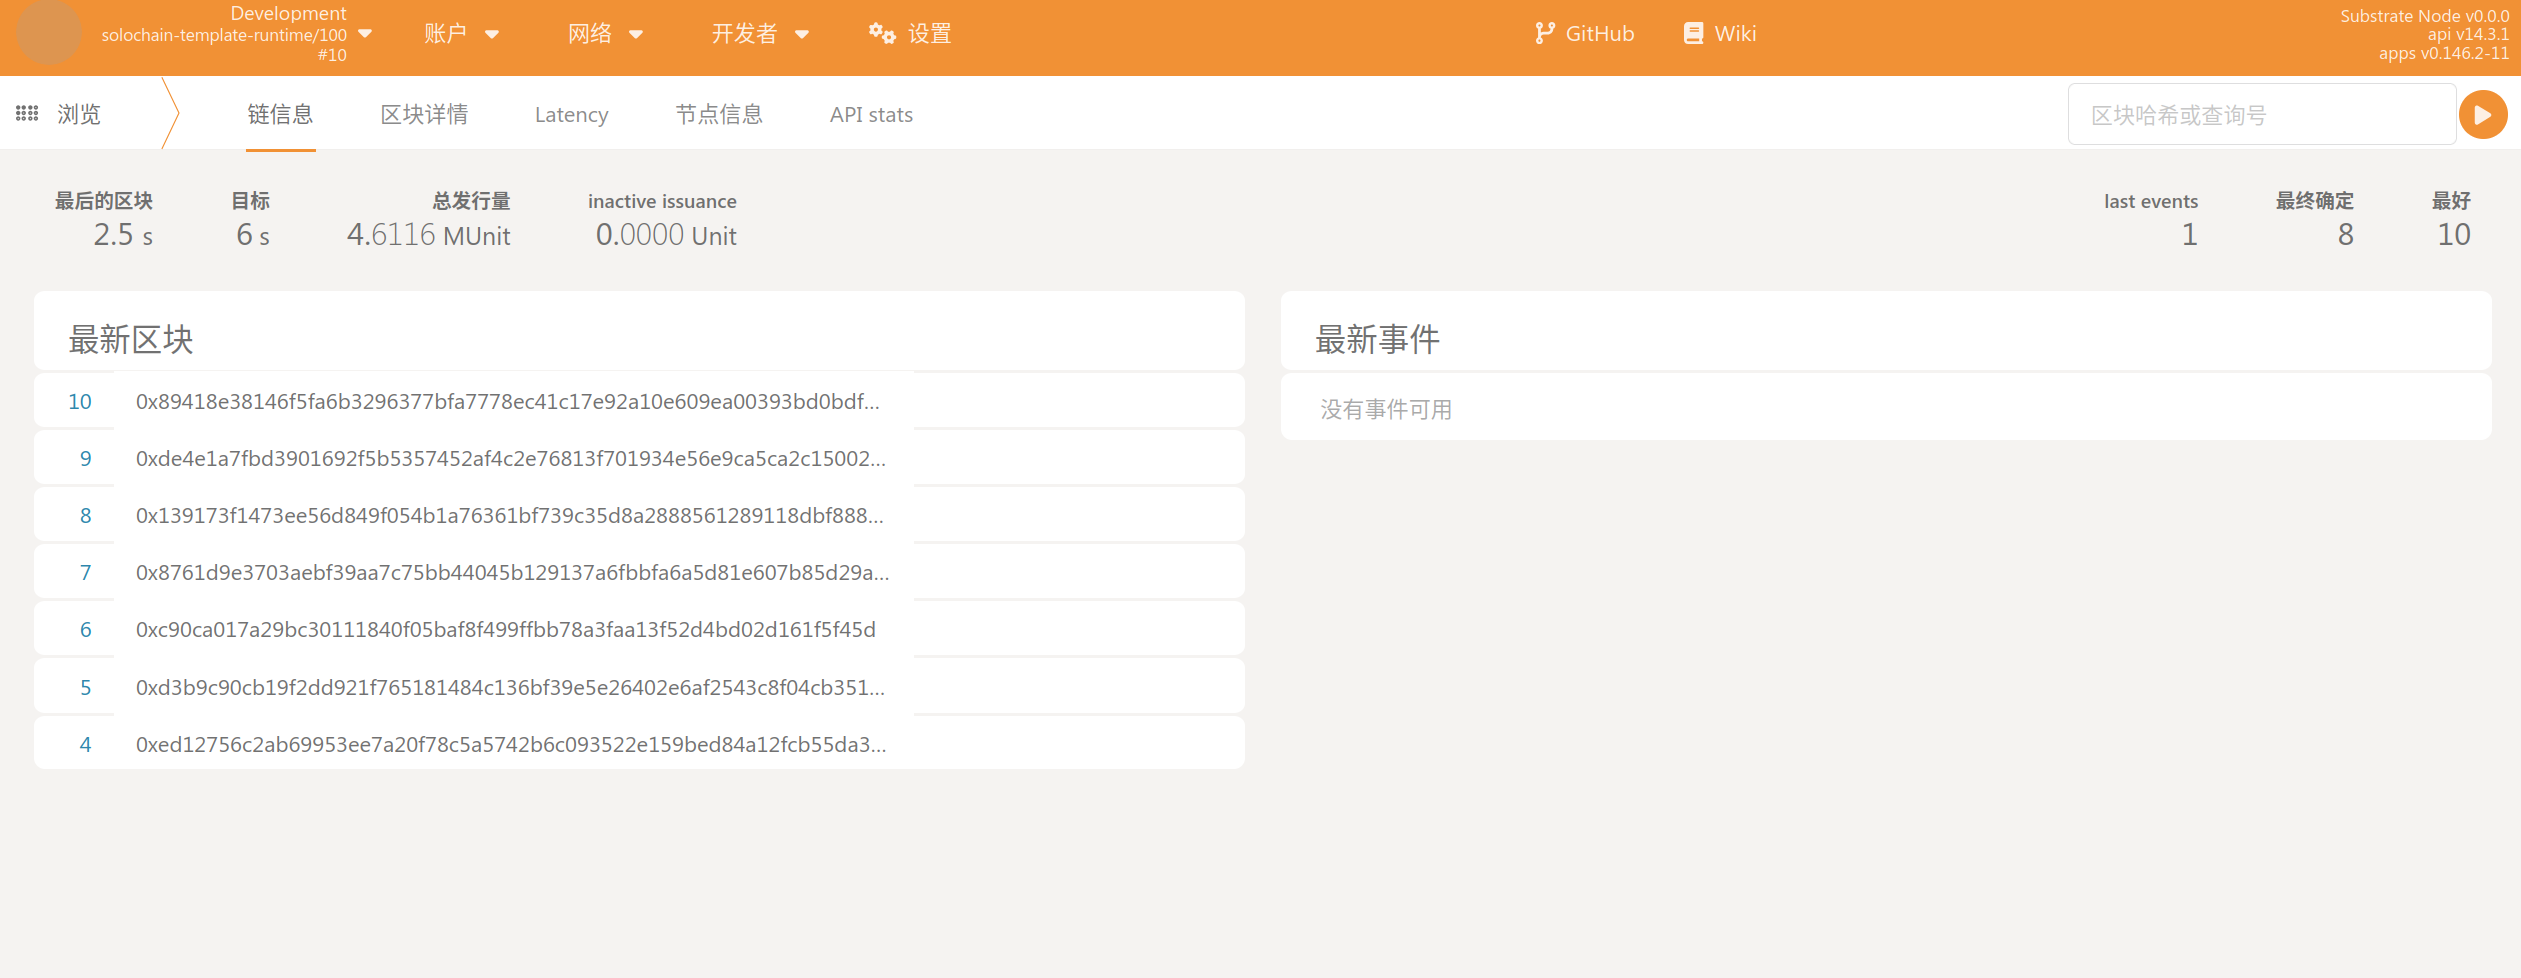 Development
solochain-template-runtime/100
#10
账户
网络
开发者
设置
GitHub
Wiki
Substrate Node v0.0.0
api v14.3.1
apps v0.146.2-11
浏览
链信息
区块详情
Latency
节点信息
API stats
区块哈希或查询号
最后的区块
2.5 s
目标
6 s
总发行量
4.6116 MUnit
inactive issuance
0.0000 Unit
last events
1
最终确定
8
最好
10
最新区块
10 0x89418e38146f5fa6b3296377bfa7778ec41c17e92a10e609ea00393bd0bdf...
9 0xde4e1a7fbd3901692f5b5357452af4c2e76813f701934e56e9ca5ca2c15002...
8 0x139173f1473ee56d849f054b1a76361bf739c35d8a2888561289118dbf888...
7 0x8761d9e3703aebf39aa7c75bb44045b129137a6fbbfa6a5d81e607b85d29a...
6 0xc90ca017a29bc30111840f05baf8f499ffbb78a3faa13f52d4bd02d161f5f45d
5 0xd3b9c90cb19f2dd921f765181484c136bf39e5e26402e6af2543c8f04cb351...
4 0xed12756c2ab69953ee7a20f78c5a5742b6c093522e159bed84a12fcb55da3...
最新事件
没有事件可用